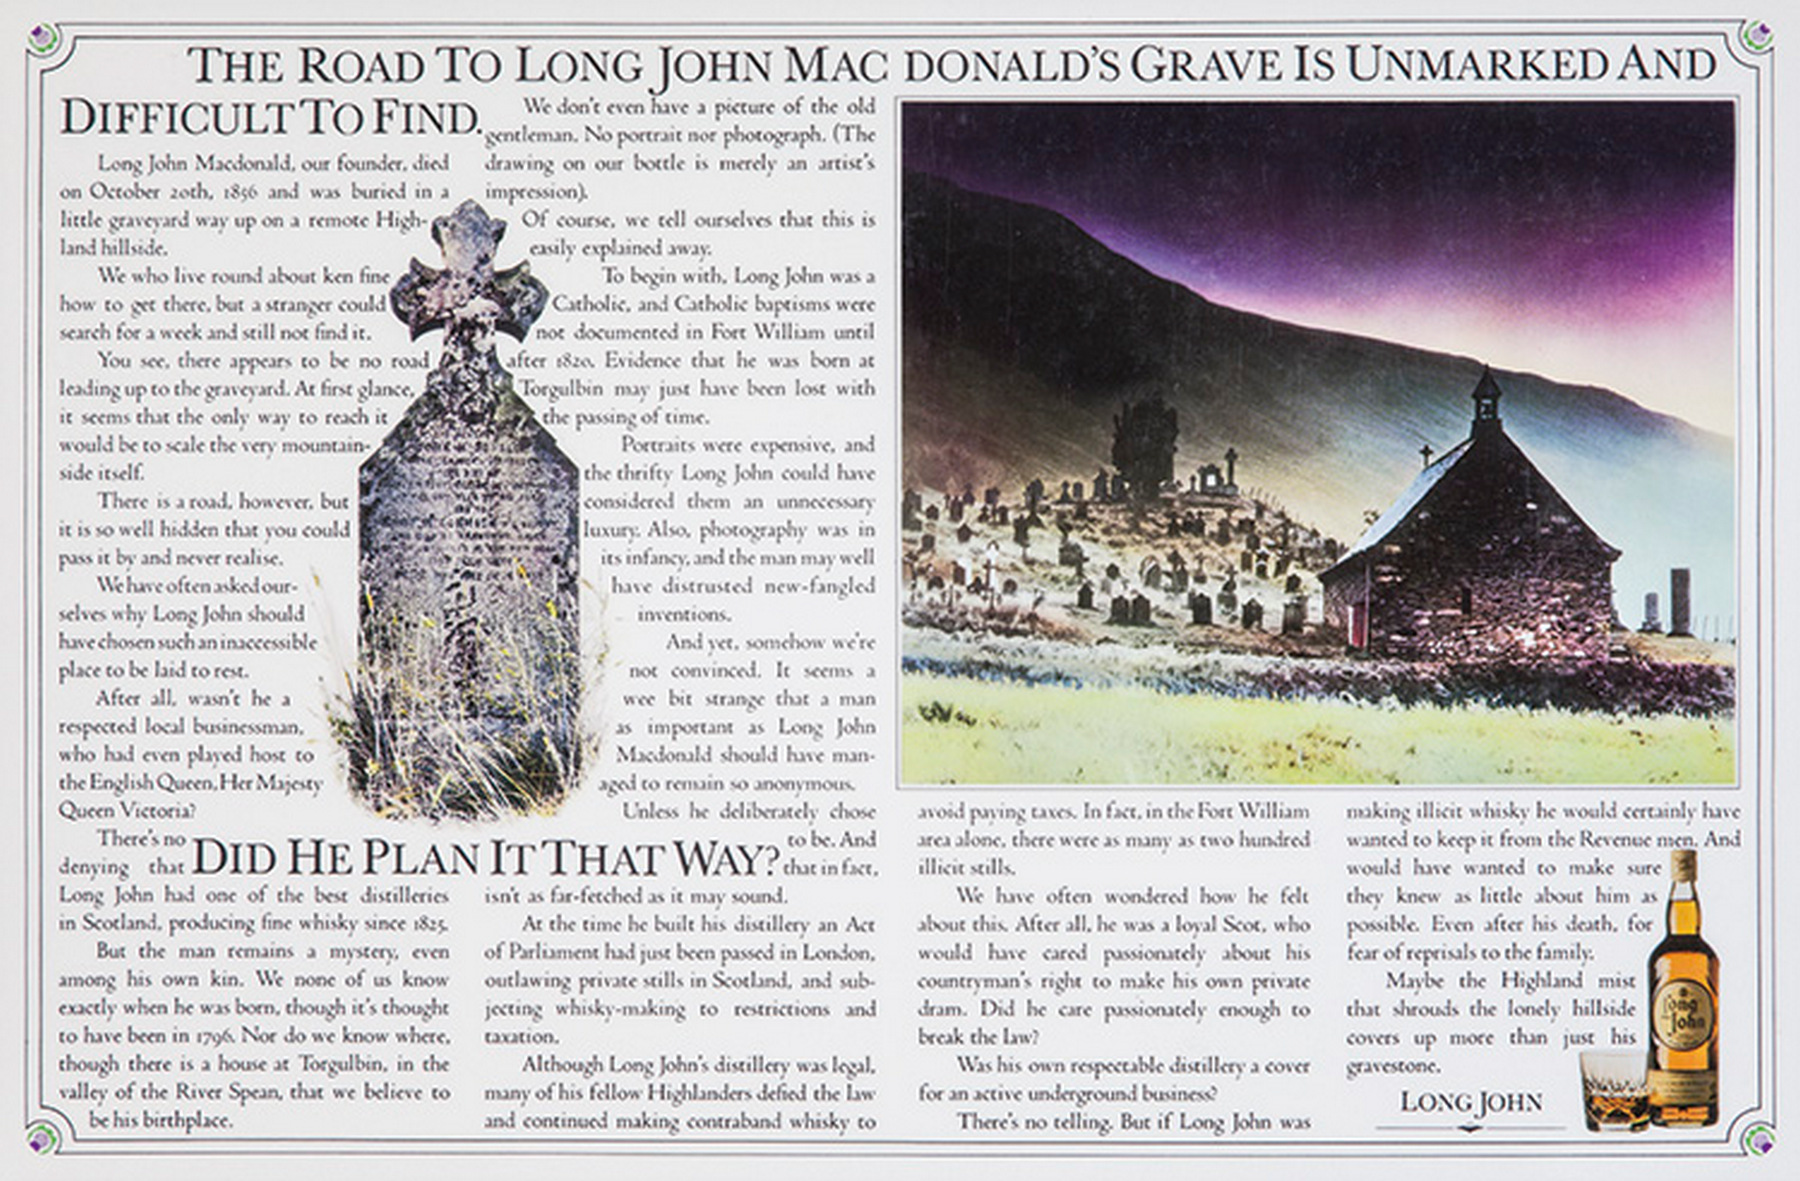 THE ROAD TO LONG JOHN MAC DONALD'S GRAVE IS UNMARKED AND
DIFFICULT TO FIND.
Long John Macdonald, our founder, died
on October 20th, 1856 and was buried in a
little graveyard way up on a remote High-
land hillside.
We who live round about ken fine
how to get there, but a stranger could
search for a week and still not find it.
You see, there appears to be no road
leading up to the graveyard. At first glance,
it seems that the only way to reach it
would be to scale the very mountain-
side itself.
There is a road, however, but
it is so well hidden that you could
pass it by and never realise.
We have often asked our-
selves why Long John should
have chosen such an inaccessible
place to be laid to rest.
After all, wasn't he a
respected local businessman,
who had even played host to
the English Queen, Her Majesty
Queen Victoria?
There's no
denying that
DID HE PLAN IT THAT WAY?
Long John had one of the best distilleries
in Scotland, producing fine whisky since 1825.
But the man remains a mystery, even
among his own kin. We none of us know
exactly when he was born, though it's thought
to have been in 1796. Nor do we know where,
though there is a house at Torgulbin, in the
valley of the River Spean, that we believe to
be his birthplace.
We don't even have a picture of the old
gentleman. No portrait nor photograph. (The
drawing on our bottle is merely an artist's
impression).
Of course, we tell ourselves that this is
easily explained away.
To begin with, Long John was a
Catholic, and Catholic baptisms were
not documented in Fort William until
after 1820. Evidence that he was born at
Torgulbin may just have been lost with
the passing of time.
Portraits were expensive, and
the thrifty Long John could have
considered them an unnecessary
luxury. Also, photography was in
its infancy, and the man may well
have distrusted new-fangled
inventions.
And yet, somehow we're
not convinced. It seems a
wee bit strange that a man
as important as Long John
Macdonald should have man-
aged to remain so anonymous.
Unless he deliberately chose
to be. And
that in fact,
isn't as far-fetched as it may sound.
At the time he built his distillery an Act
of Parliament had just been passed in London,
outlawing private stills in Scotland, and sub-
jecting whisky-making to restrictions and
taxation.
Although Long John's distillery was legal,
many of his fellow Highlanders defied the law
and continued making contraband whisky to
avoid paying taxes. In fact, in the Fort William
area alone, there were as many as two hundred
illicit stills.
We have often wondered how he felt
about this. After all, he was a loyal Scot, who
would have cared passionately about his
countryman's right to make his own private
dram. Did he care passionately enough to
break the law?
Was his own respectable distillery a cover
for an active underground business?
There's no telling. But if Long John was
making illicit whisky he would certainly have
wanted to keep it from the Revenue men. And
would have wanted to make sure
they knew as little about him as
possible. Even after his death, for
fear of reprisals to the family.
Maybe the Highland mist
that shrouds the lonely hillside
covers up more than just his
gravestone.
LONG JOHN
Long
John